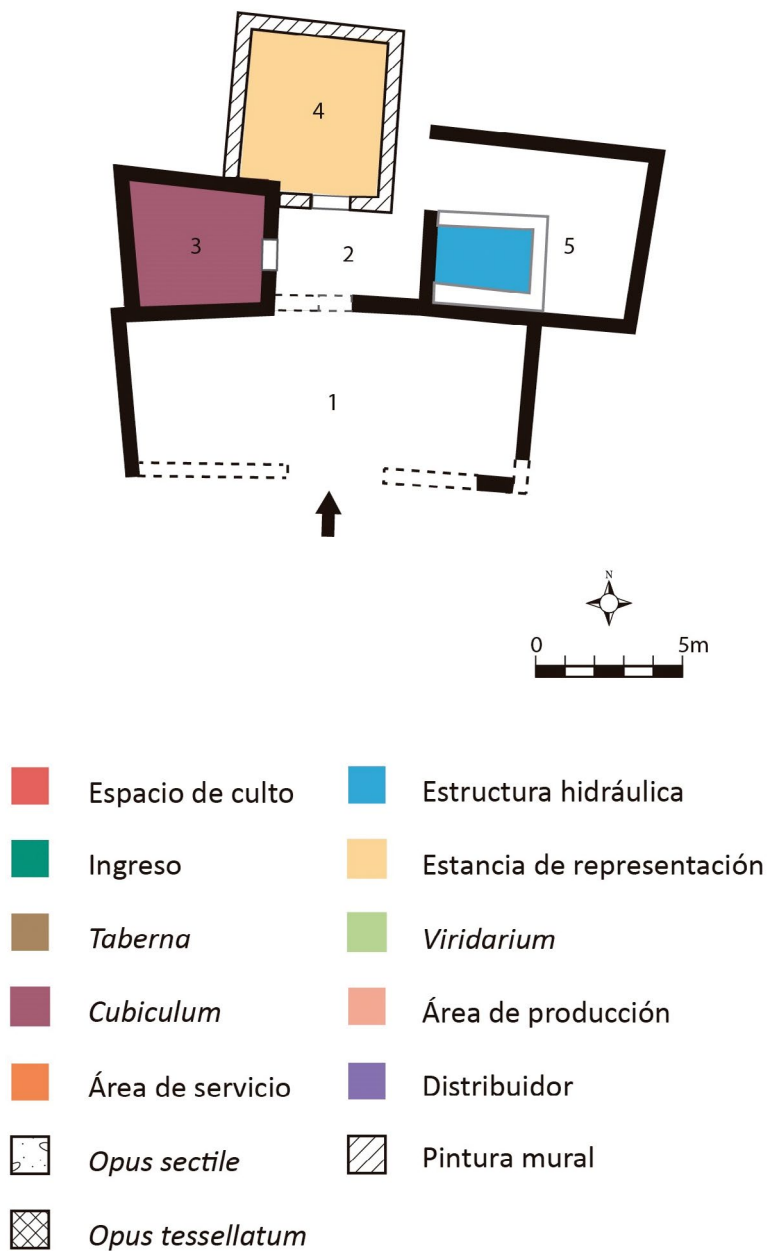 4
3
2
5
1
N
0 5m
Espacio de culto
Estructura hidráulica
Ingreso
Estancia de representación
Taberna
Viridarium
Cubiculum
Área de producción
Área de servicio
Distribuidor
Opus sectile
Pintura mural
Opus tessellatum